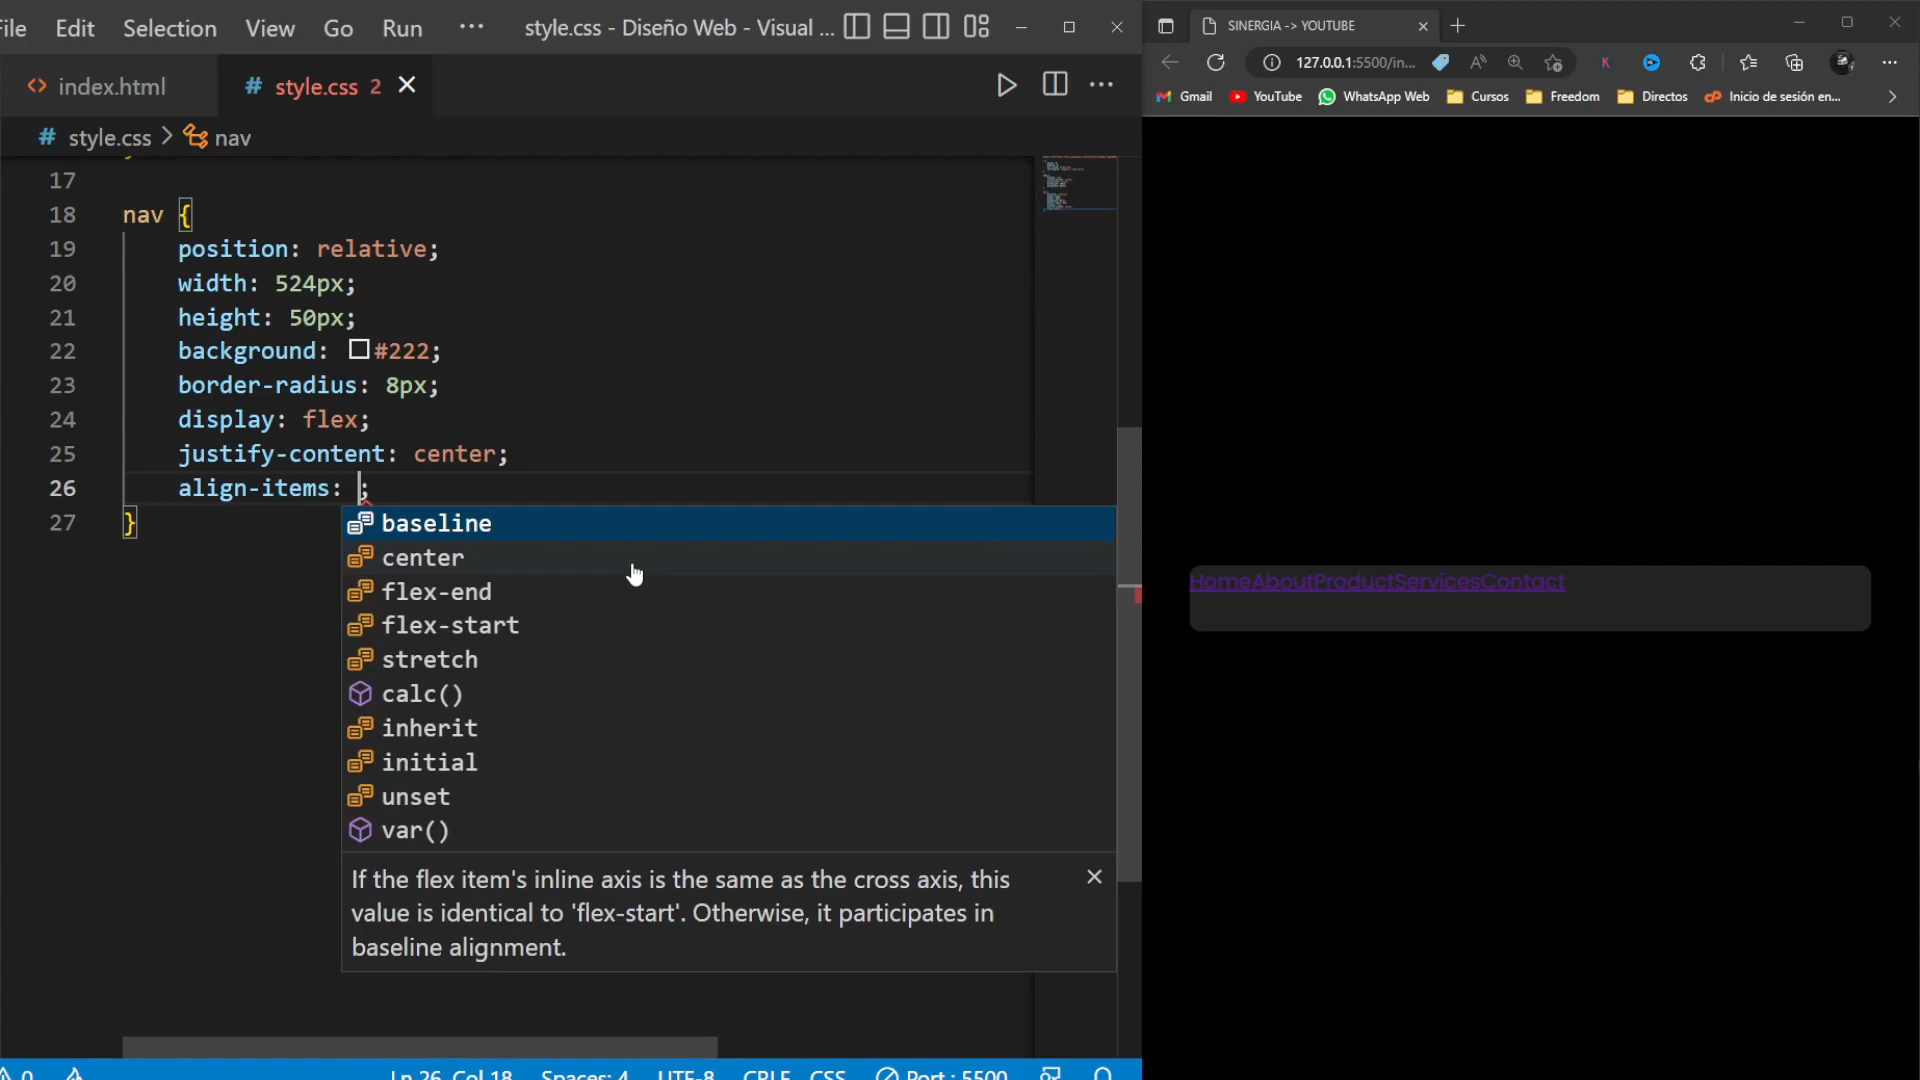 File Edit Selection View Go Run ··· style.css - Diseño Web - Visual ...
index.html # style.css 2
# style.css > nav
17
18 nav {
19 position: relative;
20 width: 524px;
21 height: 50px;
22 background: #222;
23 border-radius: 8px;
24 display: flex;
25 justify-content: center;
26 align-items: ;
27 }
baseline
center
flex-end
flex-start
stretch
calc()
inherit
initial
unset
var()
If the flex item's inline axis is the same as the cross axis, this
value is identical to 'flex-start'. Otherwise, it participates in
baseline alignment.
0 Ln 26, Col 18 Spaces: 4 UTF-8 CRLF CSS Port : 5500
SINERGIA -> YOUTUBE
127.0.0.1:5500/in...
Gmail YouTube WhatsApp Web Cursos Freedom Directos Inicio de sesión en...
HomeAboutProductServicesContact